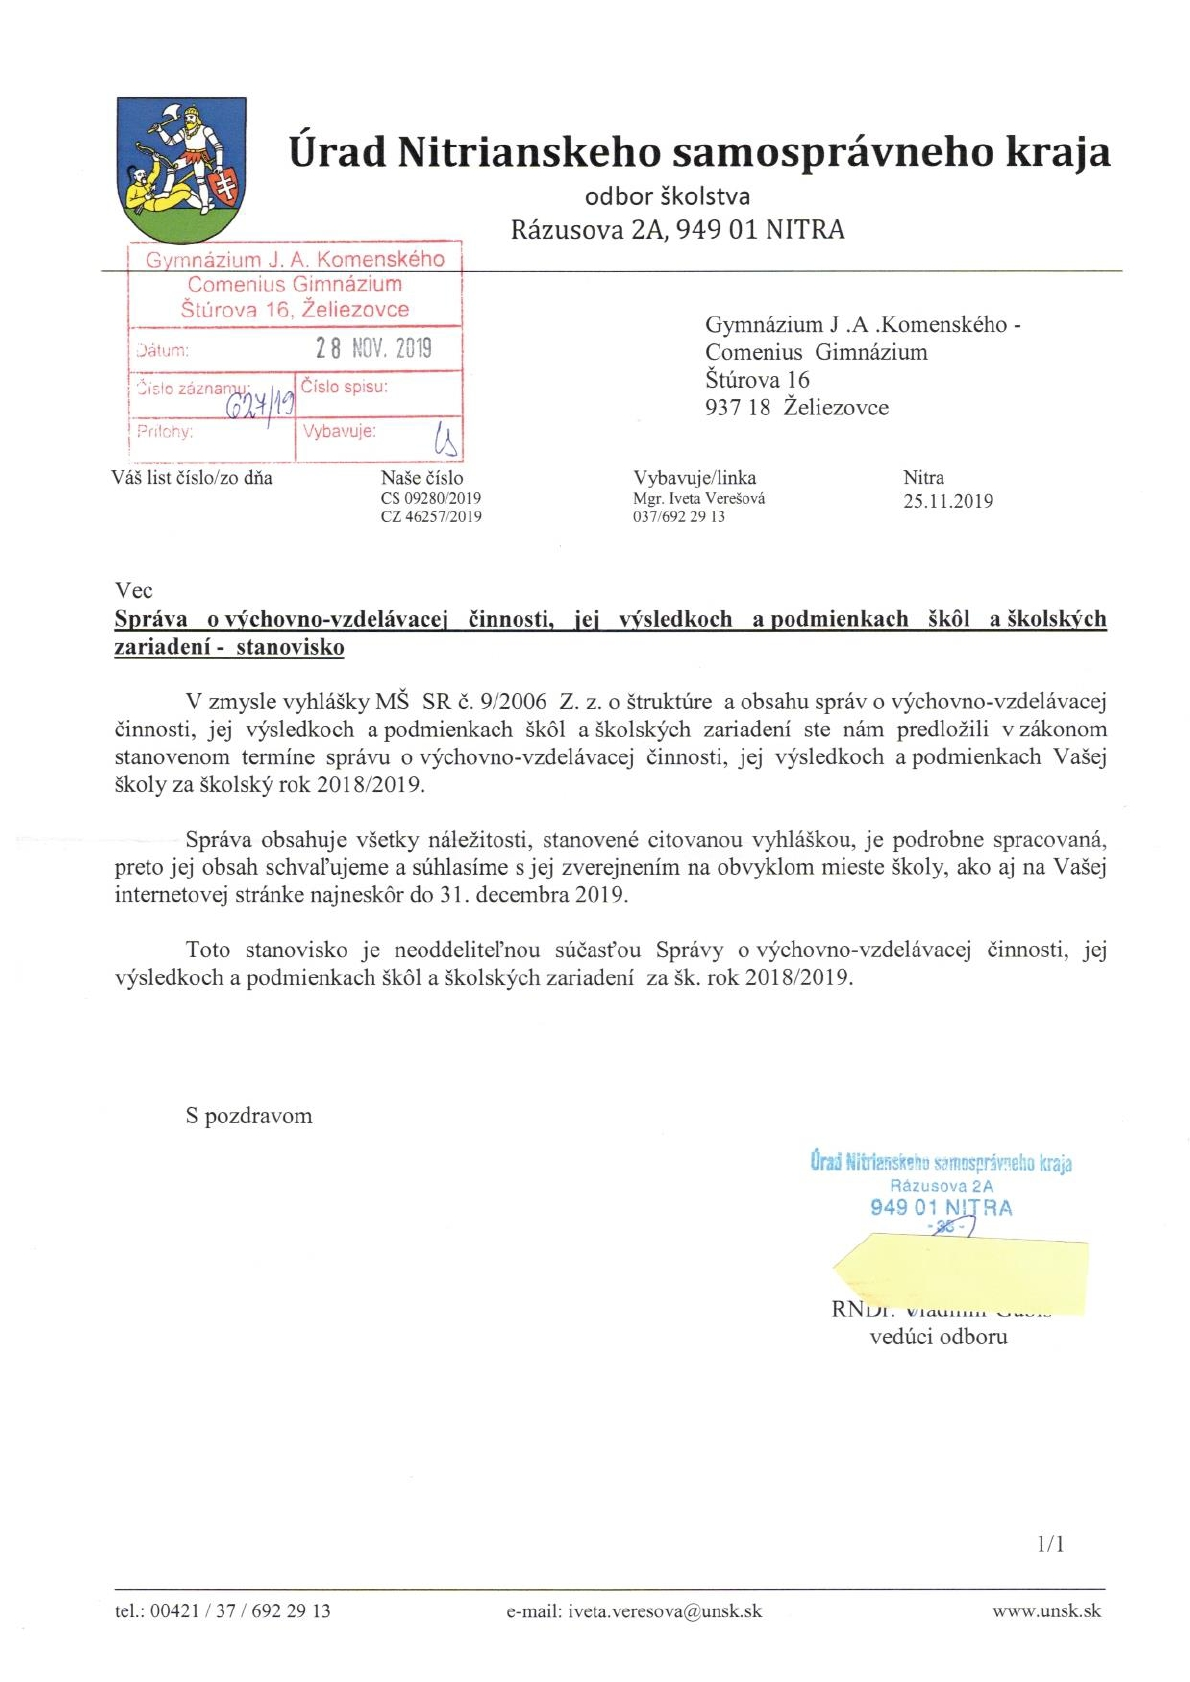 Úrad Nitrianskeho samosprávneho kraja
odbor školstva
Rázusova 2A, 949 01 NITRA
Gymnázium J. A. Komenského
Comenius Gimnázium
Štúrova 16, Želiezovce
Dátum: 28 NOV. 2019
Číslo záznamu: 627/19 Číslo spisu:
Prílohy: Vybavuje:
Gymnázium J .A .Komenského -
Comenius Gimnázium
Štúrova 16
937 18 Želiezovce
Váš list číslo/zo dňa Naše číslo Vybavuje/linka Nitra
CS 09280/2019 Mgr. Iveta Verešová 25.11.2019
CZ 46257/2019 037/692 29 13
Vec
Správa o výchovno-vzdelávacej činnosti, jej výsledkoch a podmienkach škôl a školských
zariadení - stanovisko
V zmysle vyhlášky MŠ SR č. 9/2006 Z. z. o štruktúre a obsahu správ o výchovno-vzdelávacej
činnosti, jej výsledkoch a podmienkach škôl a školských zariadení ste nám predložili v zákonom
stanovenom termíne správu o výchovno-vzdelávacej činnosti, jej výsledkoch a podmienkach Vašej
školy za školský rok 2018/2019.
Správa obsahuje všetky náležitosti, stanovené citovanou vyhláškou, je podrobne spracovaná,
preto jej obsah schvaľujeme a súhlasíme s jej zverejnením na obvyklom mieste školy, ako aj na Vašej
internetovej stránke najneskôr do 31. decembra 2019.
Toto stanovisko je neoddeliteľnou súčasťou Správy o výchovno-vzdelávacej činnosti, jej
výsledkoch a podmienkach škôl a školských zariadení za šk. rok 2018/2019.
S pozdravom
Úrad Nitrianskeho samosprávneho kraja
Rázusova 2A
949 01 NITRA
RNDr. Vladimír
vedúci odboru
1/1
tel.: 00421 / 37 / 692 29 13 e-mail: iveta.veresova@unsk.sk www.unsk.sk